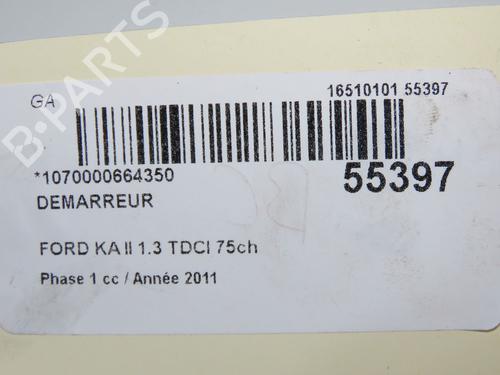 B-PARTS
GA
16510101 55397
*1070000664350
55397
DEMARREUR
FORD KA II 1.3 TDCI 75ch
Phase 1 cc / Année 2011